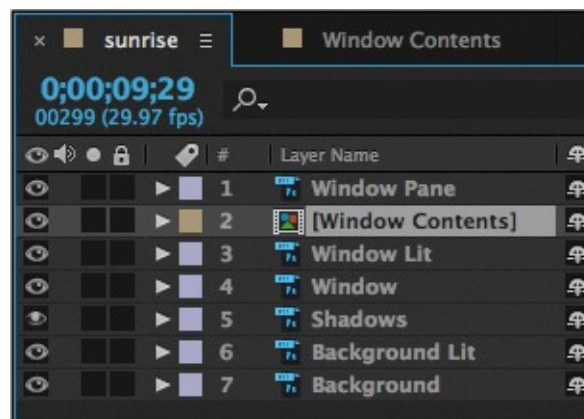 × sunrise ≡ Window Contents
0;00;09;29
00299 (29.97 fps)
# Layer Name
1 Window Pane
2 [Window Contents]
3 Window Lit
4 Window
5 Shadows
6 Background Lit
7 Background